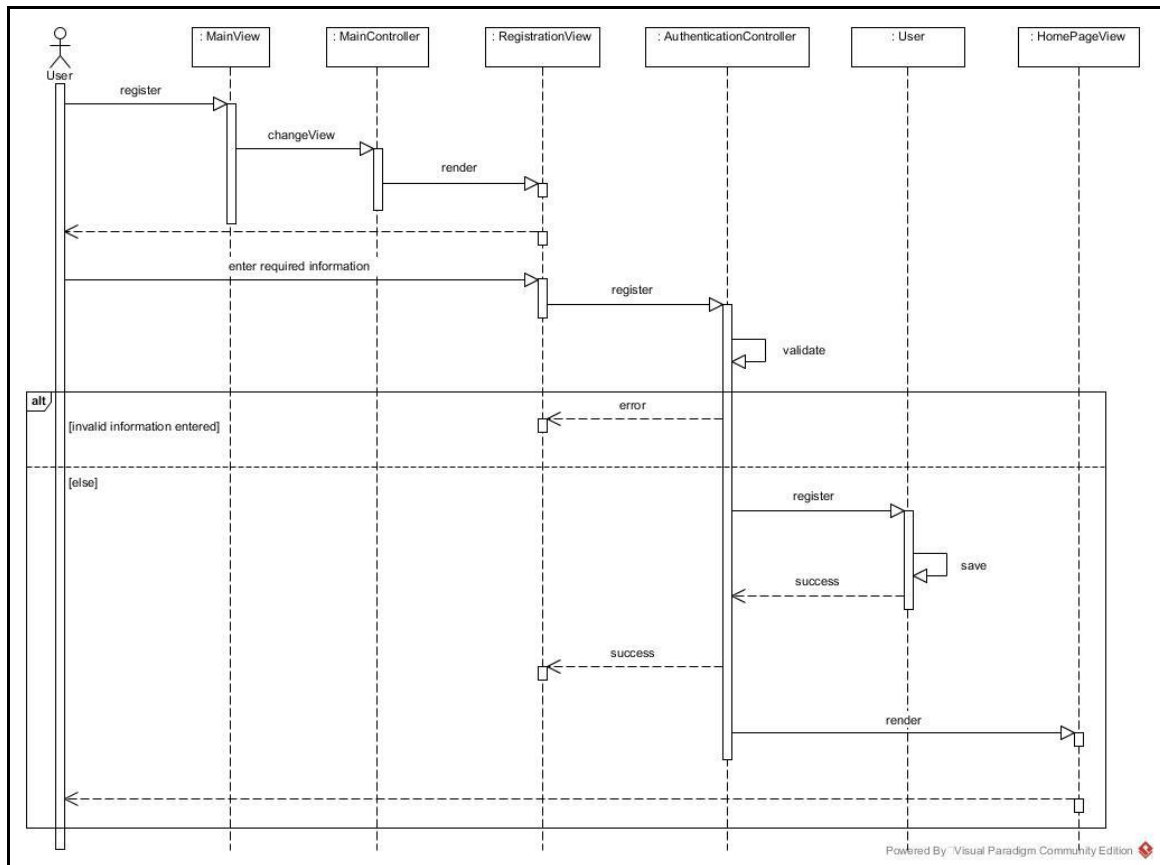 : MainView
: MainController
: RegistrationView
: AuthenticationController
: User
: HomePageView
User
register
changeView
render
enter required information
register
validate
alt
error
[invalid information entered]
[else]
register
save
success
success
render
Powered By Visual Paradigm Community Edition